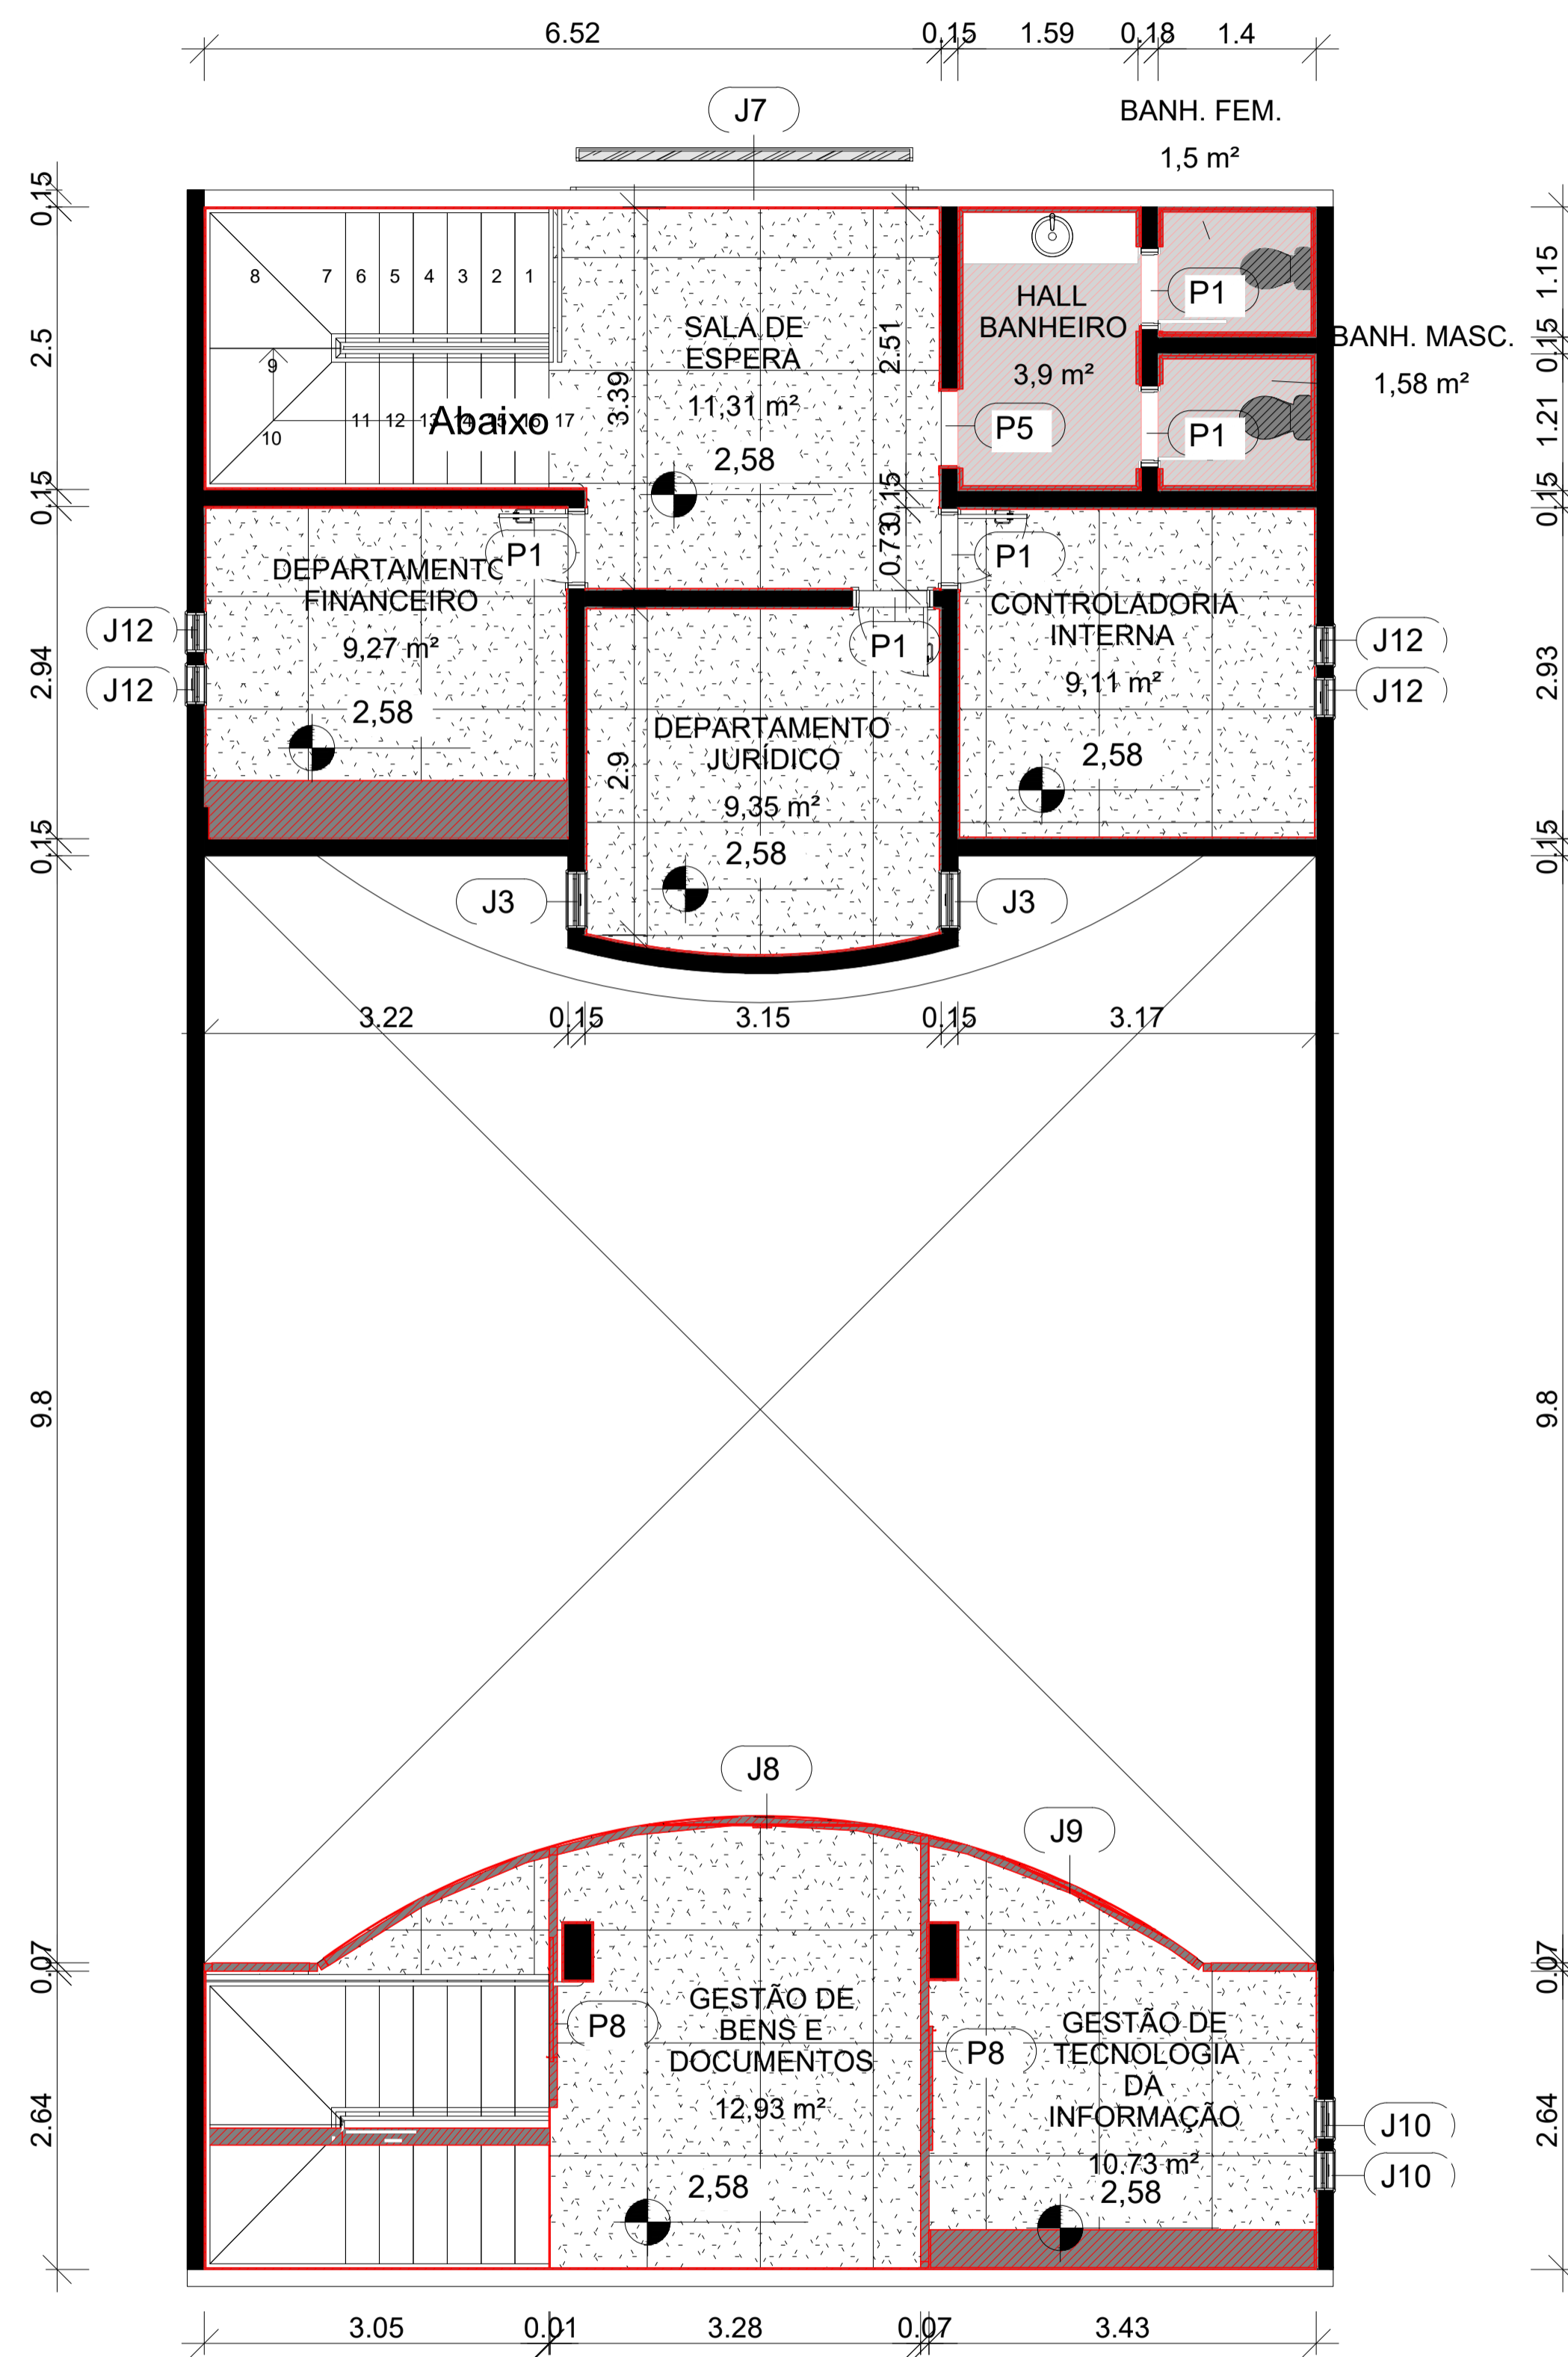 6.52
0.15
1.59
0.18
1.4
J7
BANH. FEM.
1,5 m²
0.15
2.5
0.15
2.94
0.15
9.8
0.07
2.64
8
7
6
5
4
3
2
1
9
10
11
12
13
14
15
16
17
Abaixo
SALA DE
ESPERA
11,31 m²
2,58
3.39
2.51
0.15
0.73
HALL
BANHEIRO
3,9 m²
P5
P1
P1
BANH. MASC.
1,58 m²
1.15
0.15
1.21
0.15
2.93
0.15
9.8
0.07
2.64
P1
DEPARTAMENTO
FINANCEIRO
9,27 m²
2,58
J12
J12
P1
CONTROLADORIA
INTERNA
9,11 m²
2,58
J12
J12
P1
DEPARTAMENTO
JURÍDICO
9,35 m²
2,58
2.9
J3
J3
3.22
0.15
3.15
0.15
3.17
J8
J9
P8
GESTÃO DE
BENS E
DOCUMENTOS
12,93 m²
2,58
P8
GESTÃO DE
TECNOLOGIA
DA
INFORMAÇÃO
10,73 m²
2,58
J10
J10
3.05
0.01
3.28
0.07
3.43